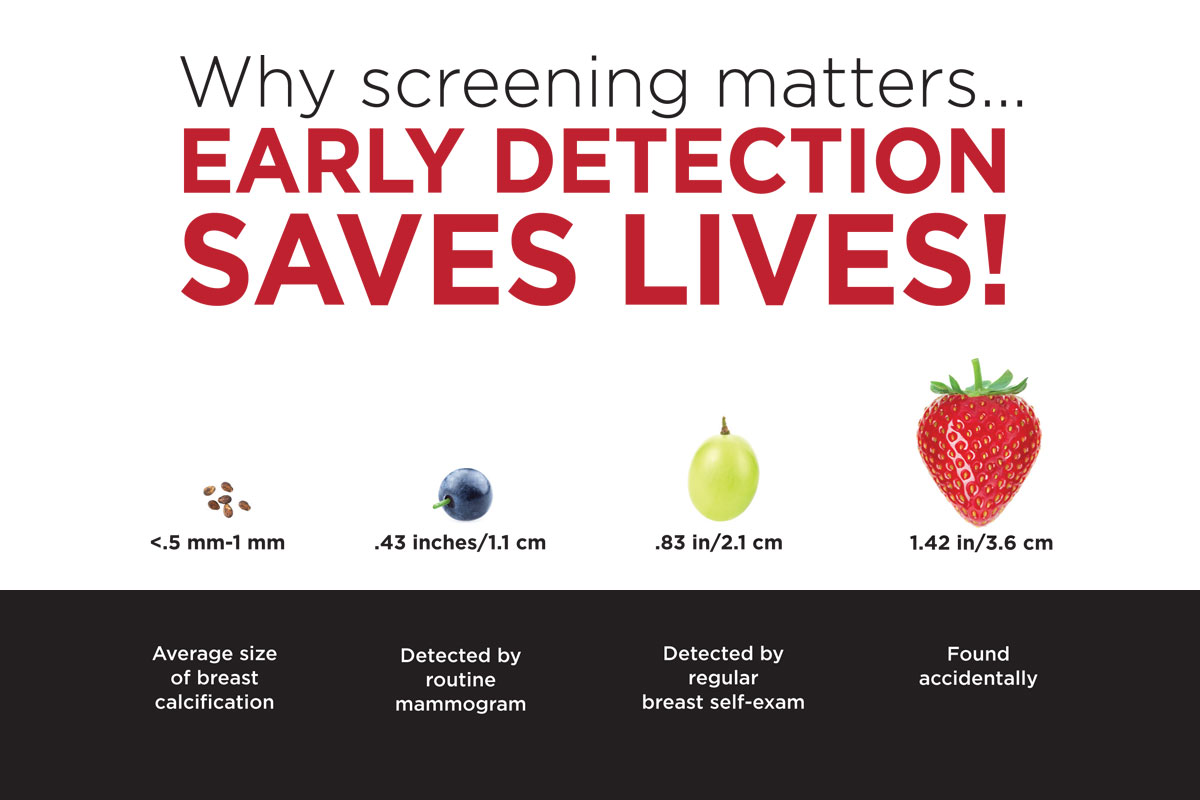 Why screening matters...
EARLY DETECTION
SAVES LIVES!
<.5 mm-1 mm
.43 inches/1.1 cm
.83 in/2.1 cm
1.42 in/3.6 cm
Average size
of breast
calcification
Detected by
routine
mammogram
Detected by
regular
breast self-exam
Found
accidentally